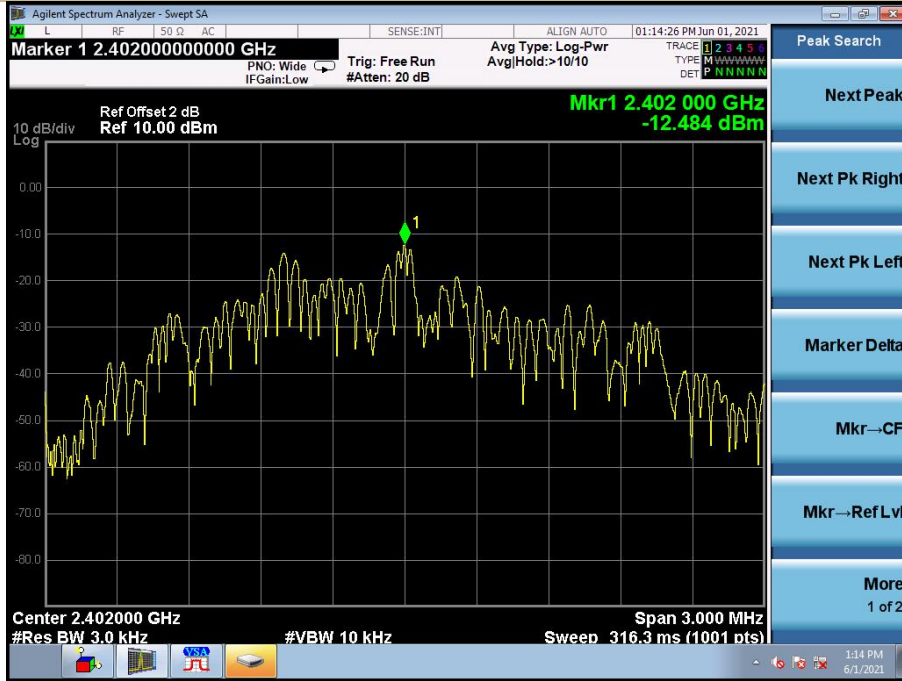 Agilent Spectrum Analyzer - Swept SA
LXI L RF 50 Ω AC SENSE:INT ALIGN AUTO 01:14:26 PM Jun 01, 2021
Marker 1 2.402000000000 GHz
PNO: Wide
IFGain:Low
Trig: Free Run
#Atten: 20 dB
Avg Type: Log-Pwr
Avg|Hold:>10/10
TRACE 1 2 3 4 5 6
TYPE M WWWWW
DET P N N N N N
Peak Search
Mkr1 2.402 000 GHz
-12.484 dBm
Ref Offset 2 dB
10 dB/div Ref 10.00 dBm
Log
1
0.00
-10.0
-20.0
-30.0
-40.0
-50.0
-60.0
-70.0
-80.0
Next Peak
Next Pk Right
Next Pk Left
Marker Delta
Mkr→CF
Mkr→Ref Lvl
More
1 of 2
Center 2.402000 GHz Span 3.000 MHz
#Res BW 3.0 kHz #VBW 10 kHz Sweep 316.3 ms (1001 pts)
VSA
1:14 PM
6/1/2021